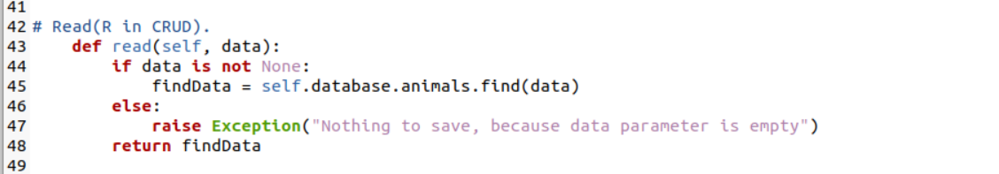 41
42 # Read(R in CRUD).
43     def read(self, data):
44         if data is not None:
45             findData = self.database.animals.find(data)
46         else:
47             raise Exception("Nothing to save, because data parameter is empty")
48         return findData
49